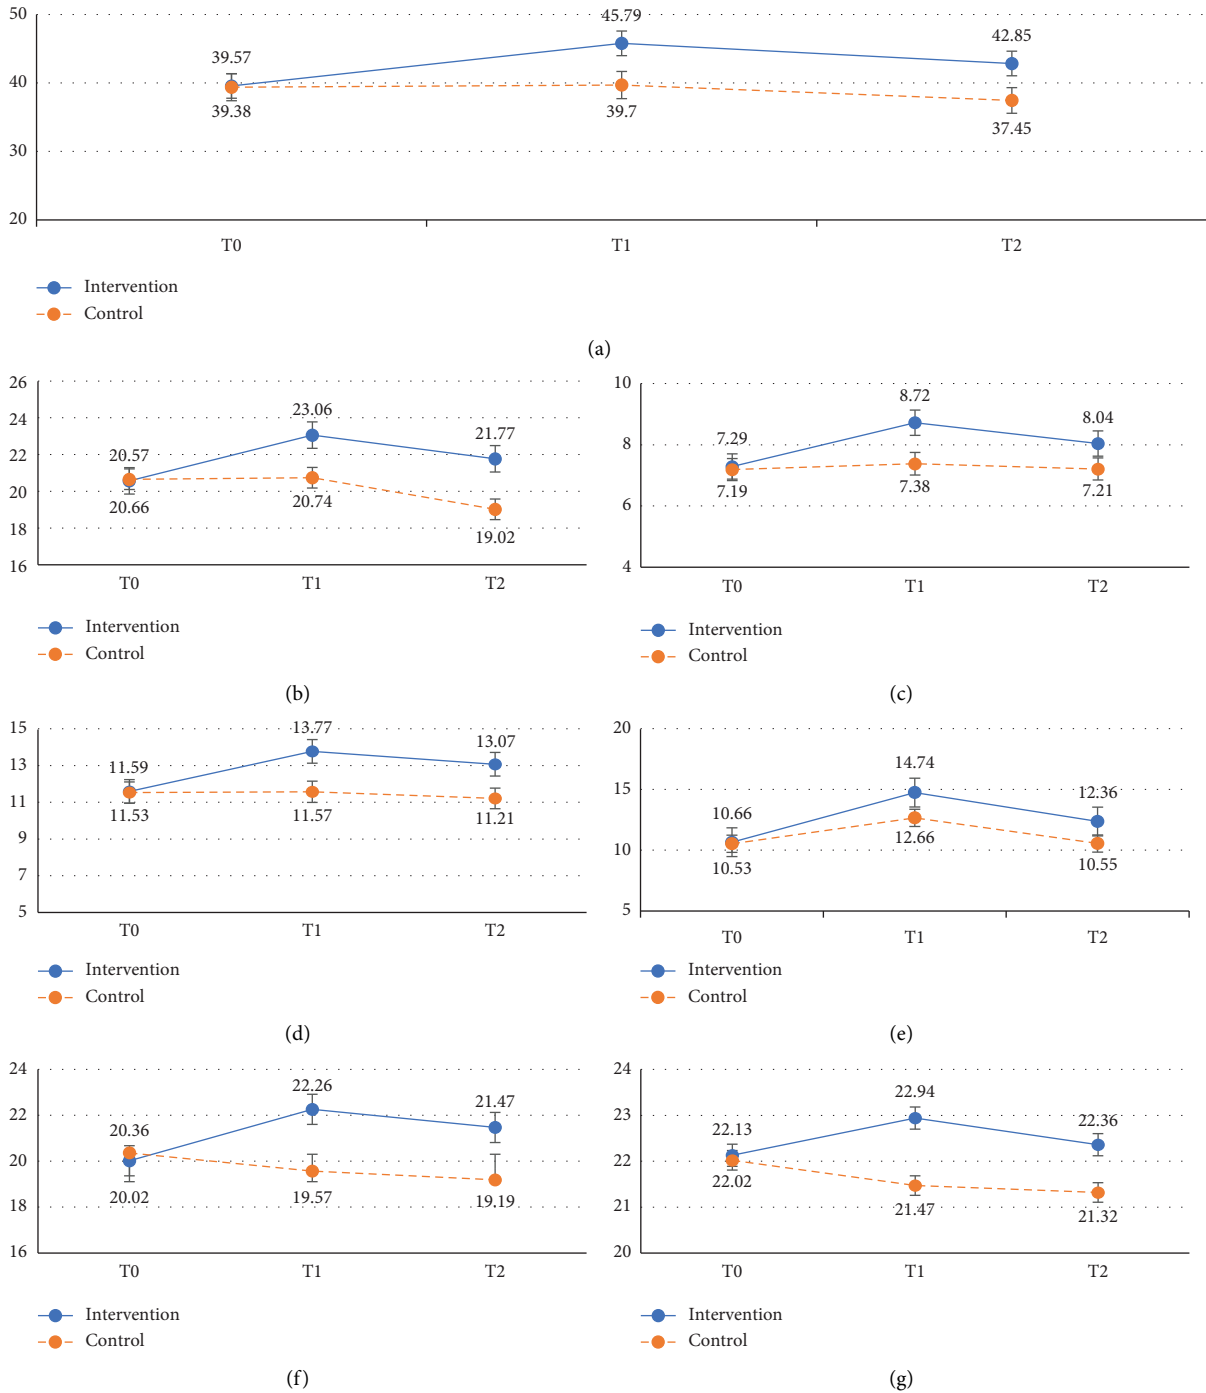 50
45.79
42.85
39.57
40
39.38
39.7
37.45
30
20
T0 T1 T2
Intervention
Control
(a)
26
24
23.06
22
20.57
21.77
20
20.66
20.74
19.02
18
16
T0 T1 T2
Intervention
Control
(b)
10
8.72
8.04
8
7.29
7.19
7.38
7.21
6
4
T0 T1 T2
Intervention
Control
(c)
15
13.77
13.07
13
11.59
11
11.53
11.57
11.21
9
7
5
T0 T1 T2
Intervention
Control
(d)
20
15
14.74
12.36
10.66
12.66
10
10.53
10.55
5
T0 T1 T2
Intervention
Control
(e)
24
22.26
21.47
22
20.36
20
20.02
19.57
19.19
18
16
T0 T1 T2
Intervention
Control
(f)
24
22.94
23
22.13
22.36
22
22.02
21.47
21.32
21
20
T0 T1 T2
Intervention
Control
(g)